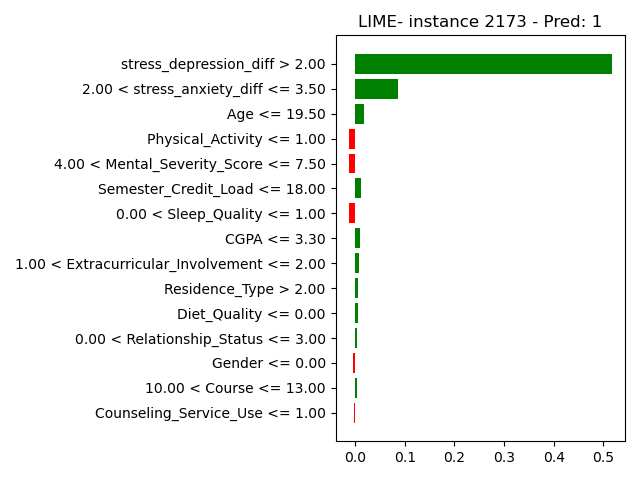 LIME- instance 2173 - Pred: 1
stress_depression_diff > 2.00
2.00 < stress_anxiety_diff <= 3.50
Age <= 19.50
Physical_Activity <= 1.00
4.00 < Mental_Severity_Score <= 7.50
Semester_Credit_Load <= 18.00
0.00 < Sleep_Quality <= 1.00
CGPA <= 3.30
1.00 < Extracurricular_Involvement <= 2.00
Residence_Type > 2.00
Diet_Quality <= 0.00
0.00 < Relationship_Status <= 3.00
Gender <= 0.00
10.00 < Course <= 13.00
Counseling_Service_Use <= 1.00
0.0 0.1 0.2 0.3 0.4 0.5